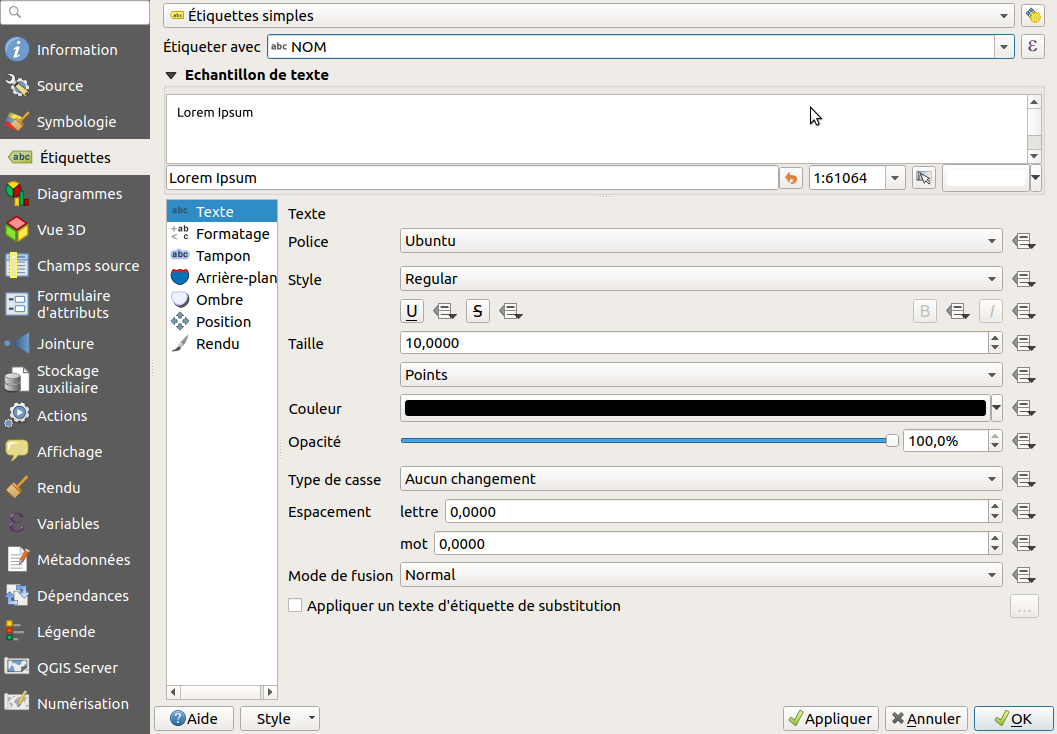 abc Étiquettes simples
Étiqueter avec abc NOM ε
Echantillon de texte
Lorem Ipsum
Lorem Ipsum 1:61064
Information
Source
Symbologie
abc Étiquettes
Diagrammes
Vue 3D
Champs source
Formulaire
d'attributs
Jointure
Stockage
auxiliaire
Actions
Affichage
Rendu
Variables
Métadonnées
Dépendances
Légende
QGIS Server
Numérisation
abc Texte
+ab
< c Formatage
abc Tampon
Arrière-plan
Ombre
Position
Rendu
Texte
Police Ubuntu
Style Regular
U S B I
Taille 10,0000
Points
Couleur
Opacité 100,0%
Type de casse Aucun changement
Espacement lettre 0,0000
mot 0,0000
Mode de fusion Normal
Appliquer un texte d'étiquette de substitution ...
Aide Style Appliquer Annuler OK